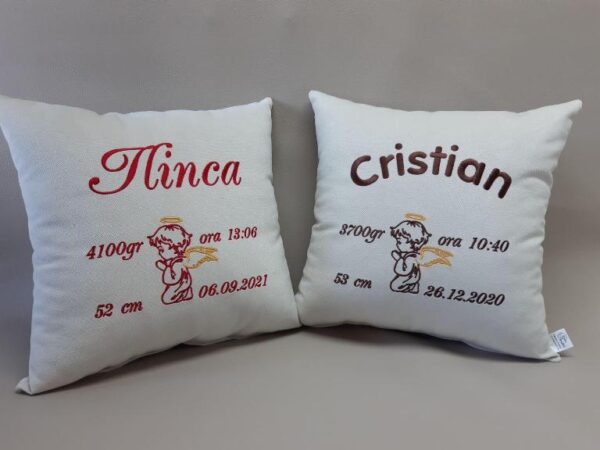 Ilinca
4100gr ora 13:06
52 cm 06.09.2021
Cristian
3700gr ora 10:40
53 cm 26.12.2020